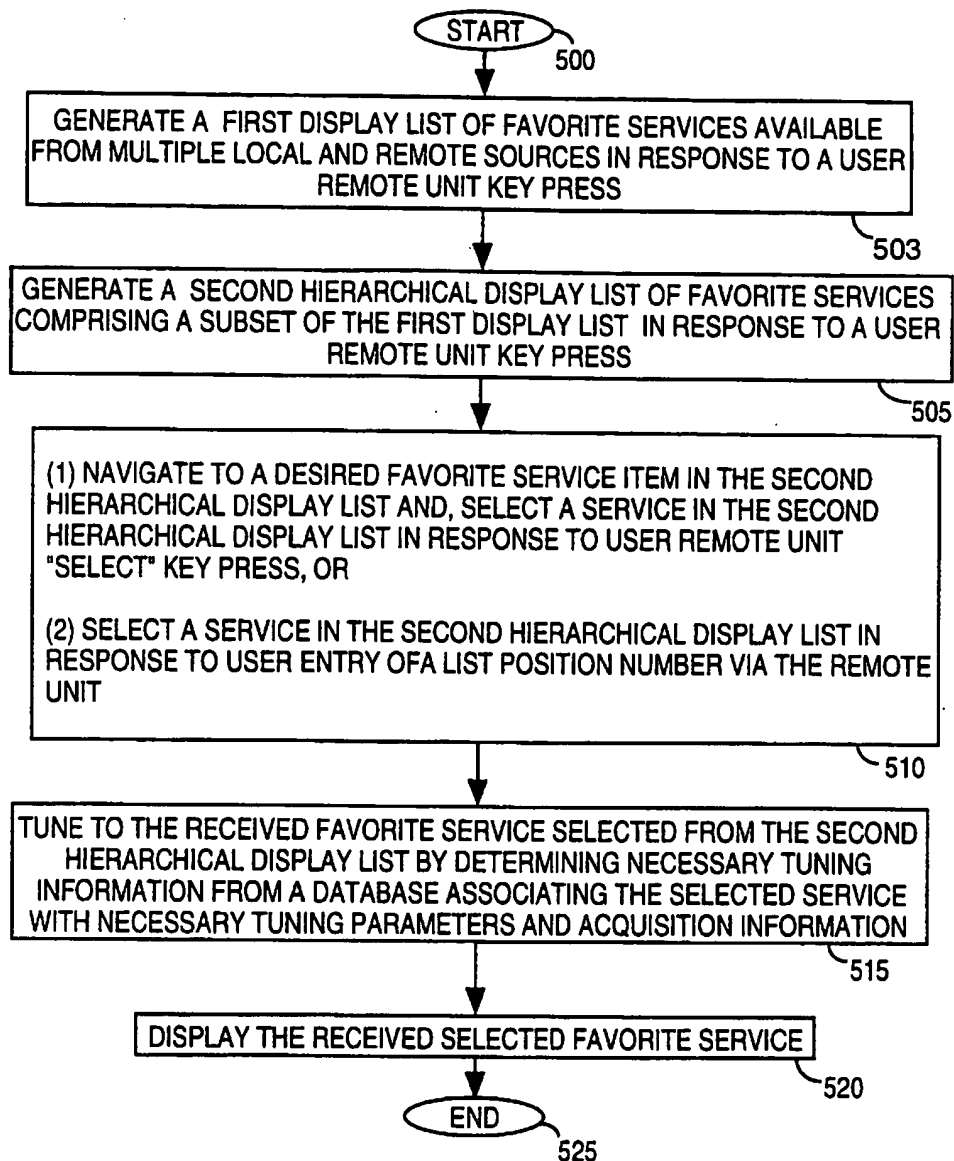 START
500
GENERATE A FIRST DISPLAY LIST OF FAVORITE SERVICES AVAILABLE
FROM MULTIPLE LOCAL AND REMOTE SOURCES IN RESPONSE TO A USER
REMOTE UNIT KEY PRESS
503
GENERATE A SECOND HIERARCHICAL DISPLAY LIST OF FAVORITE SERVICES
COMPRISING A SUBSET OF THE FIRST DISPLAY LIST IN RESPONSE TO A USER
REMOTE UNIT KEY PRESS
505
(1) NAVIGATE TO A DESIRED FAVORITE SERVICE ITEM IN THE SECOND
HIERARCHICAL DISPLAY LIST AND, SELECT A SERVICE IN THE SECOND
HIERARCHICAL DISPLAY LIST IN RESPONSE TO USER REMOTE UNIT
"SELECT" KEY PRESS, OR
(2) SELECT A SERVICE IN THE SECOND HIERARCHICAL DISPLAY LIST IN
RESPONSE TO USER ENTRY OFA LIST POSITION NUMBER VIA THE REMOTE
UNIT
510
TUNE TO THE RECEIVED FAVORITE SERVICE SELECTED FROM THE SECOND
HIERARCHICAL DISPLAY LIST BY DETERMINING NECESSARY TUNING
INFORMATION FROM A DATABASE ASSOCIATING THE SELECTED SERVICE
WITH NECESSARY TUNING PARAMETERS AND ACQUISITION INFORMATION
515
DISPLAY THE RECEIVED SELECTED FAVORITE SERVICE
520
END
525